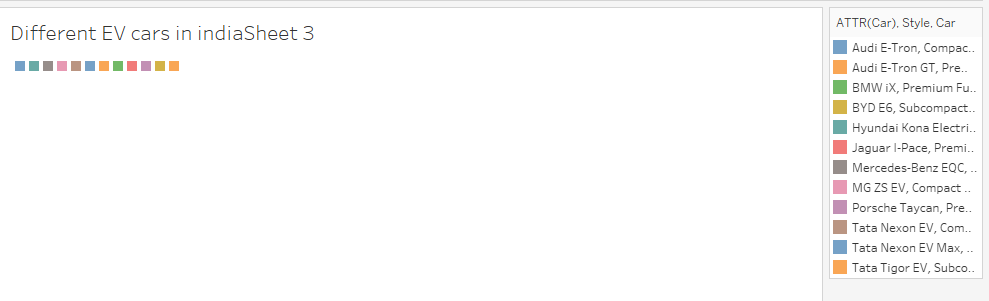 Different EV cars in indiaSheet 3
ATTR(Car), Style, Car
Audi E-Tron, Compac..
Audi E-Tron GT, Pre..
BMW iX, Premium Fu..
BYD E6, Subcompact..
Hyundai Kona Electri..
Jaguar I-Pace, Premi..
Mercedes-Benz EQC, ..
MG ZS EV, Compact ..
Porsche Taycan, Pre..
Tata Nexon EV, Com..
Tata Nexon EV Max, ..
Tata Tigor EV, Subco..